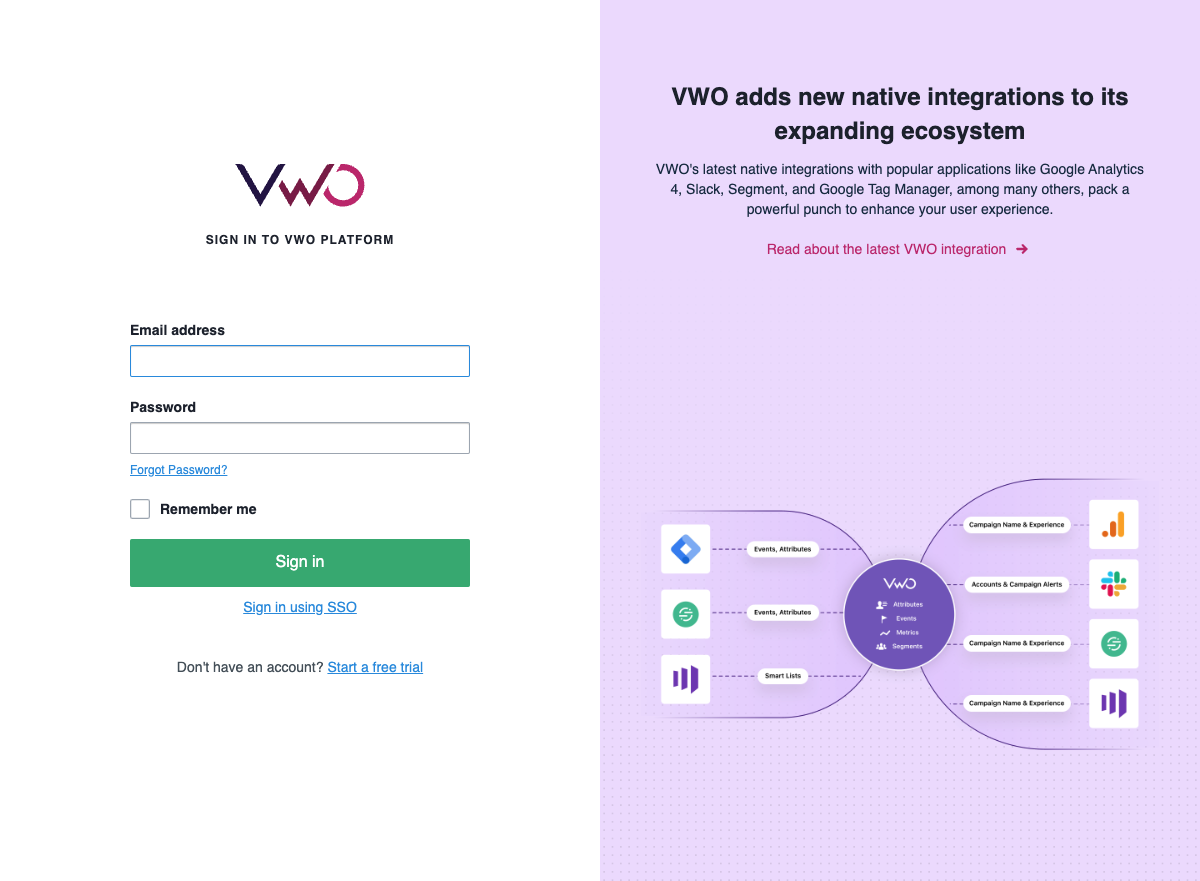 VWO
SIGN IN TO VWO PLATFORM
Email address
Password
Forgot Password?
Remember me
Sign in
Sign in using SSO
Don't have an account? Start a free trial
VWO adds new native integrations to its
expanding ecosystem
VWO's latest native integrations with popular applications like Google Analytics
4, Slack, Segment, and Google Tag Manager, among many others, pack a
powerful punch to enhance your user experience.
Read about the latest VWO integration →
Events, Attributes
Events, Attributes
Smart Lists
VWO
Attributes
Events
Metrics
Segments
Campaign Name & Experience
Accounts & Campaign Alerts
Campaign Name & Experience
Campaign Name & Experience